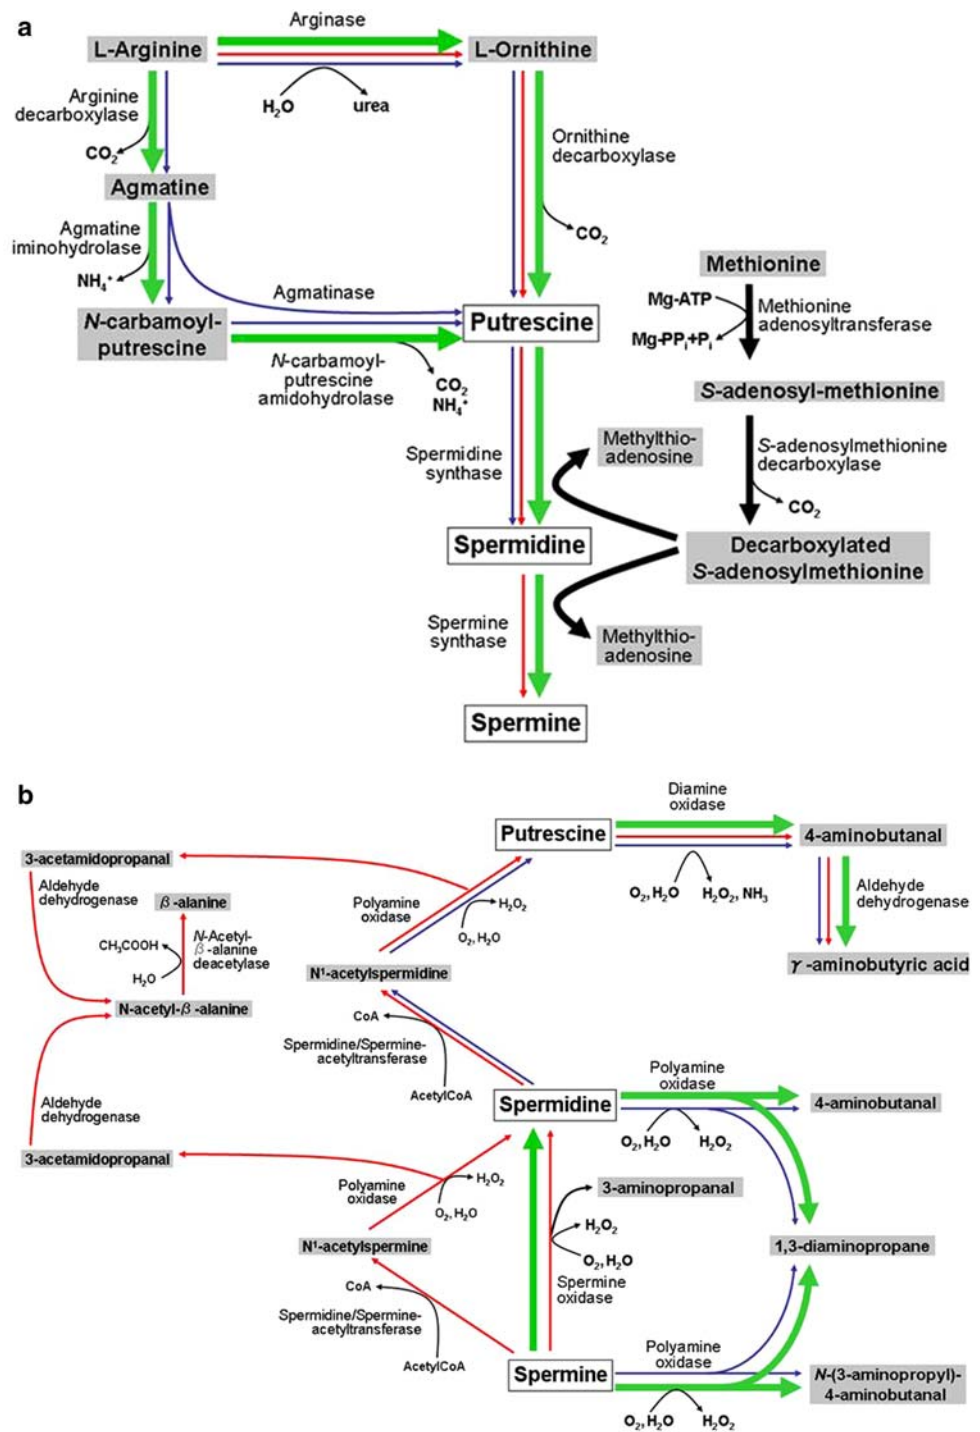 a
Arginase
L-Arginine
L-Ornithine
H₂O
urea
Arginine
decarboxylase
CO₂
Ornithine
decarboxylase
CO₂
Agmatine
Agmatine
iminohydrolase
NH₄⁺
Agmatinase
N-carbamoyl-
putrescine
Putrescine
N-carbamoyl-
putrescine
amidohydrolase
CO₂
NH₄⁺
Methionine
Mg-ATP
Mg-PPᵢ+Pᵢ
Methionine
adenosyltransferase
S-adenosyl-methionine
S-adenosylmethionine
decarboxylase
CO₂
Decarboxylated
S-adenosylmethionine
Spermidine
synthase
Methylthio-
adenosine
Spermidine
Spermine
synthase
Methylthio-
adenosine
Spermine
b
Diamine
oxidase
Putrescine
4-aminobutanal
O₂, H₂O
H₂O₂, NH₃
Aldehyde
dehydrogenase
γ-aminobutyric acid
3-acetamidopropanal
Aldehyde
dehydrogenase
β-alanine
CH₃COOH
H₂O
N-Acetyl-
β-alanine
deacetylase
N-acetyl-β-alanine
Polyamine
oxidase
H₂O₂
O₂, H₂O
N¹-acetylspermidine
CoA
Spermidine/Spermine-
acetyltransferase
AcetylCoA
Polyamine
oxidase
Spermidine
4-aminobutanal
O₂, H₂O
H₂O₂
Aldehyde
dehydrogenase
3-acetamidopropanal
Polyamine
oxidase
H₂O₂
O₂, H₂O
3-aminopropanal
H₂O₂
O₂, H₂O
Spermine
oxidase
1,3-diaminopropane
N¹-acetylspermine
CoA
Spermidine/Spermine-
acetyltransferase
AcetylCoA
Polyamine
oxidase
Spermine
N-(3-aminopropyl)-
4-aminobutanal
O₂, H₂O
H₂O₂